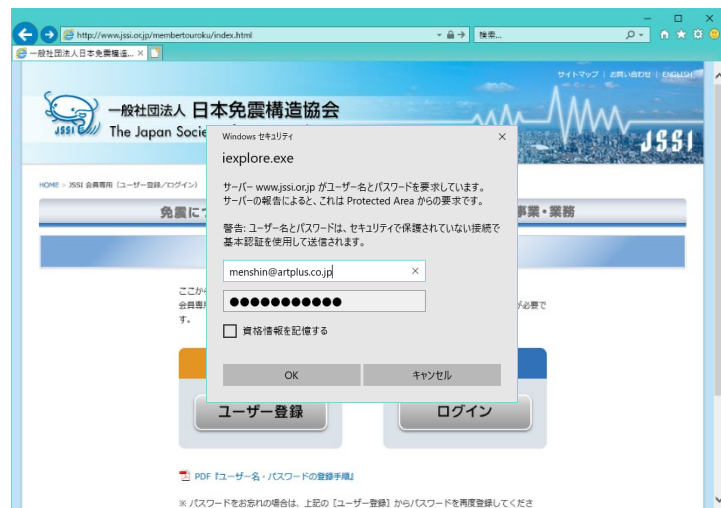 http://www.jssi.or.jp/membertouroku/index.html
検索...
一般社団法人日本免震構造...
サイトマップ | お問い合わせ | ENGLISH
JSSI
一般社団法人 日本免震構造協会
The Japan Socie
JSSI
HOME > JSSI 会員専用（ユーザー登録／ログイン）
免震に
事業・業務
Windows セキュリティ
iexplore.exe
サーバー www.jssi.or.jp がユーザー名とパスワードを要求しています。
サーバーの報告によると、これは Protected Area からの要求です。
警告: ユーザー名とパスワードは、セキュリティで保護されていない接続で
基本認証を使用して送信されます。
menshin@artplus.co.jp
●●●●●●●●●●●
資格情報を記憶する
OK
キャンセル
ここか
会員専
が必要で
す。
ユーザー登録
ログイン
PDF『ユーザー名・パスワードの登録手順』
※ パスワードをお忘れの場合は、上記の［ユーザー登録］からパスワードを再度登録してくださ